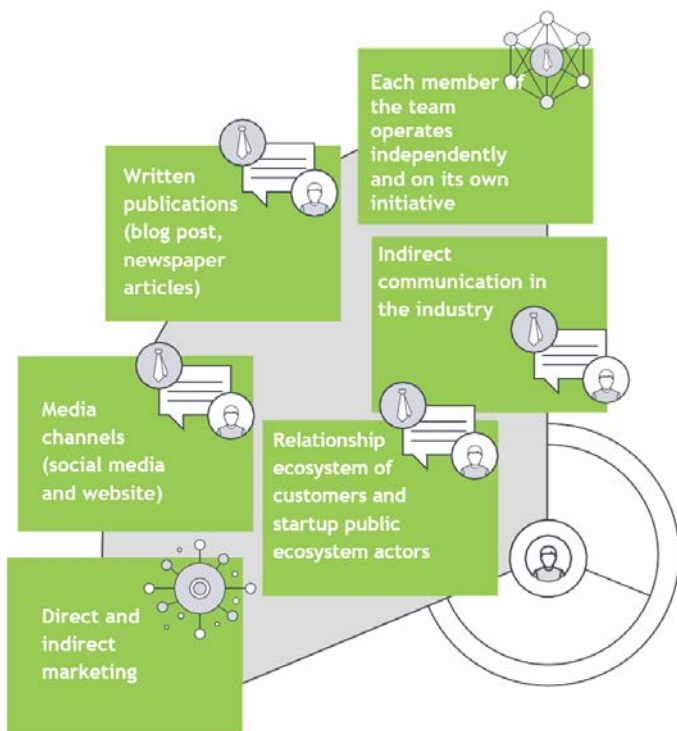 Each member of
the team
operates
independently
and on its own
initiative
Written
publications
(blog post,
newspaper
articles)
Indirect
communication in
the industry
Media
channels
(social media
and website)
Relationship
ecosystem of
customers and
startup public
ecosystem actors
Direct and
indirect
marketing